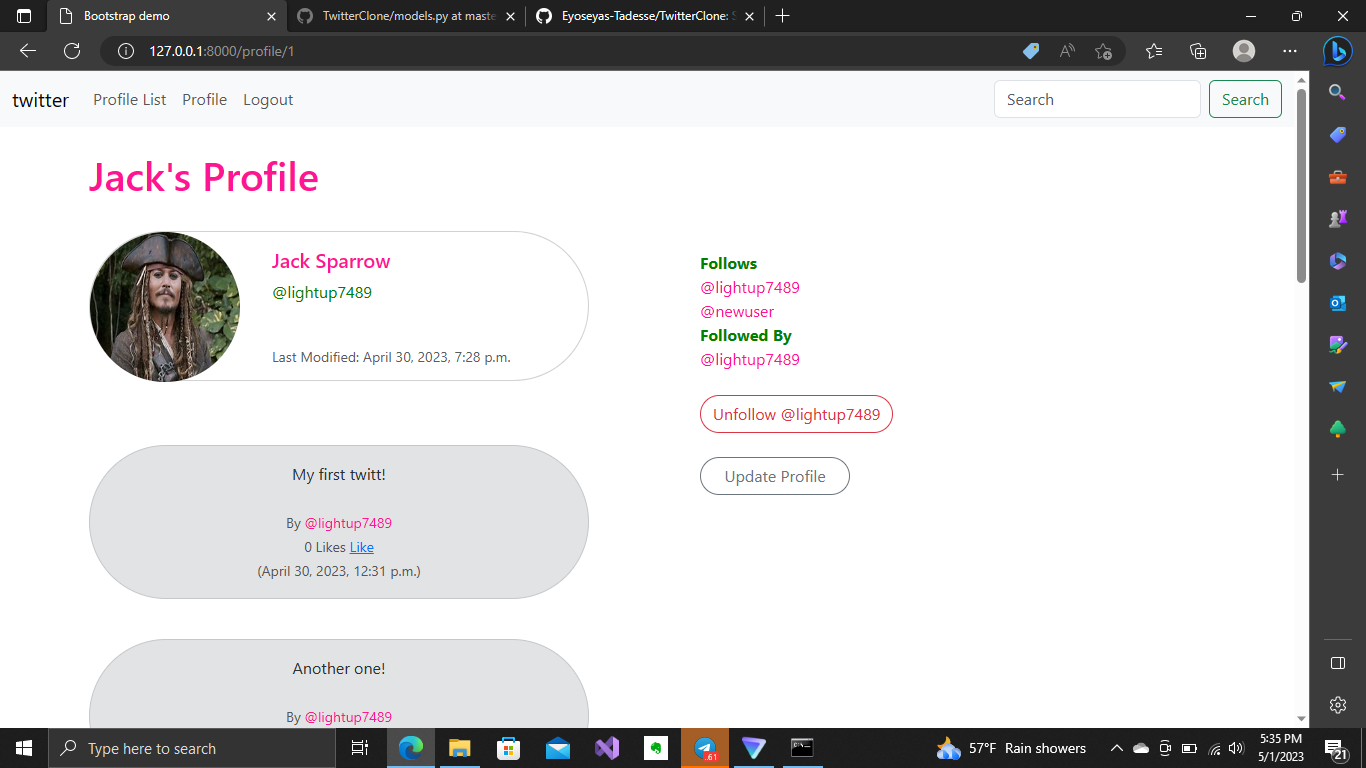 Bootstrap demo
TwitterClone/models.py at maste
Eyoseyas-Tadesse/TwitterClone: S
127.0.0.1:8000/profile/1
twitter
Profile List
Profile
Logout
Search
Search
Jack's Profile
Jack Sparrow
@lightup7489
Last Modified: April 30, 2023, 7:28 p.m.
Follows
@lightup7489
@newuser
Followed By
@lightup7489
Unfollow @lightup7489
Update Profile
My first twitt!
By @lightup7489
0 Likes Like
(April 30, 2023, 12:31 p.m.)
Another one!
By @lightup7489
Type here to search
.61
57°F Rain showers
5:35 PM
5/1/2023
21